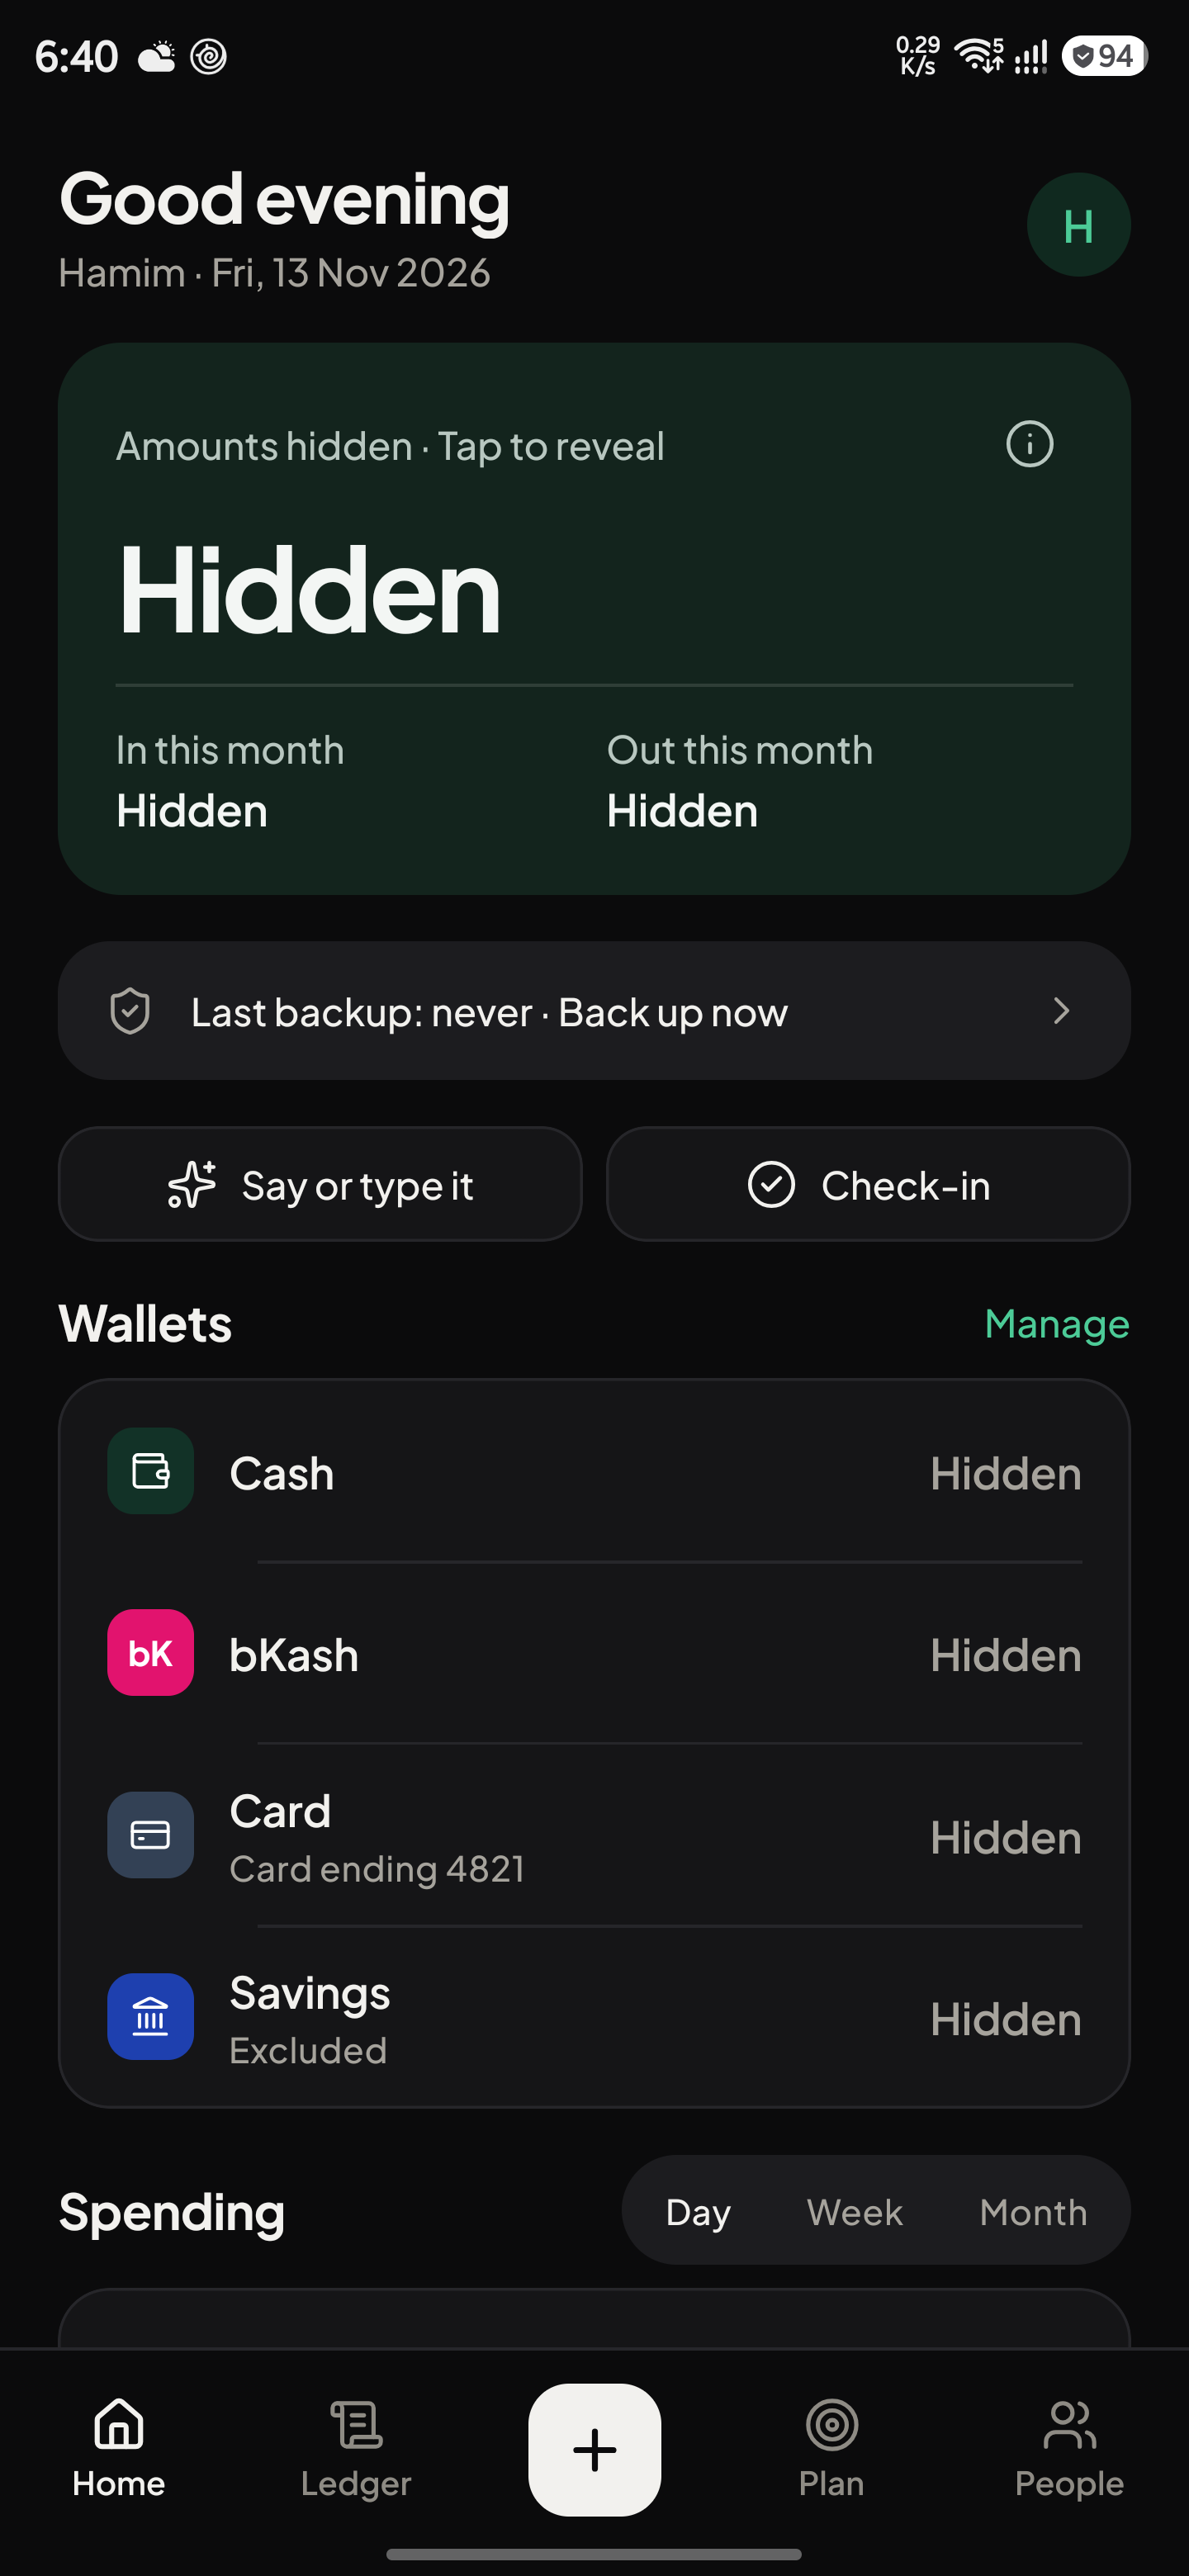 6:40
0.29
K/s
5
94
Good evening
Hamim · Fri, 13 Nov 2026
H
Amounts hidden · Tap to reveal
Hidden
In this month
Out this month
Hidden
Hidden
Last backup: never · Back up now
Say or type it
Check-in
Wallets
Manage
Cash
Hidden
bK
bKash
Hidden
Card
Card ending 4821
Hidden
Savings
Excluded
Hidden
Spending
Day
Week
Month
Home
Ledger
Plan
People